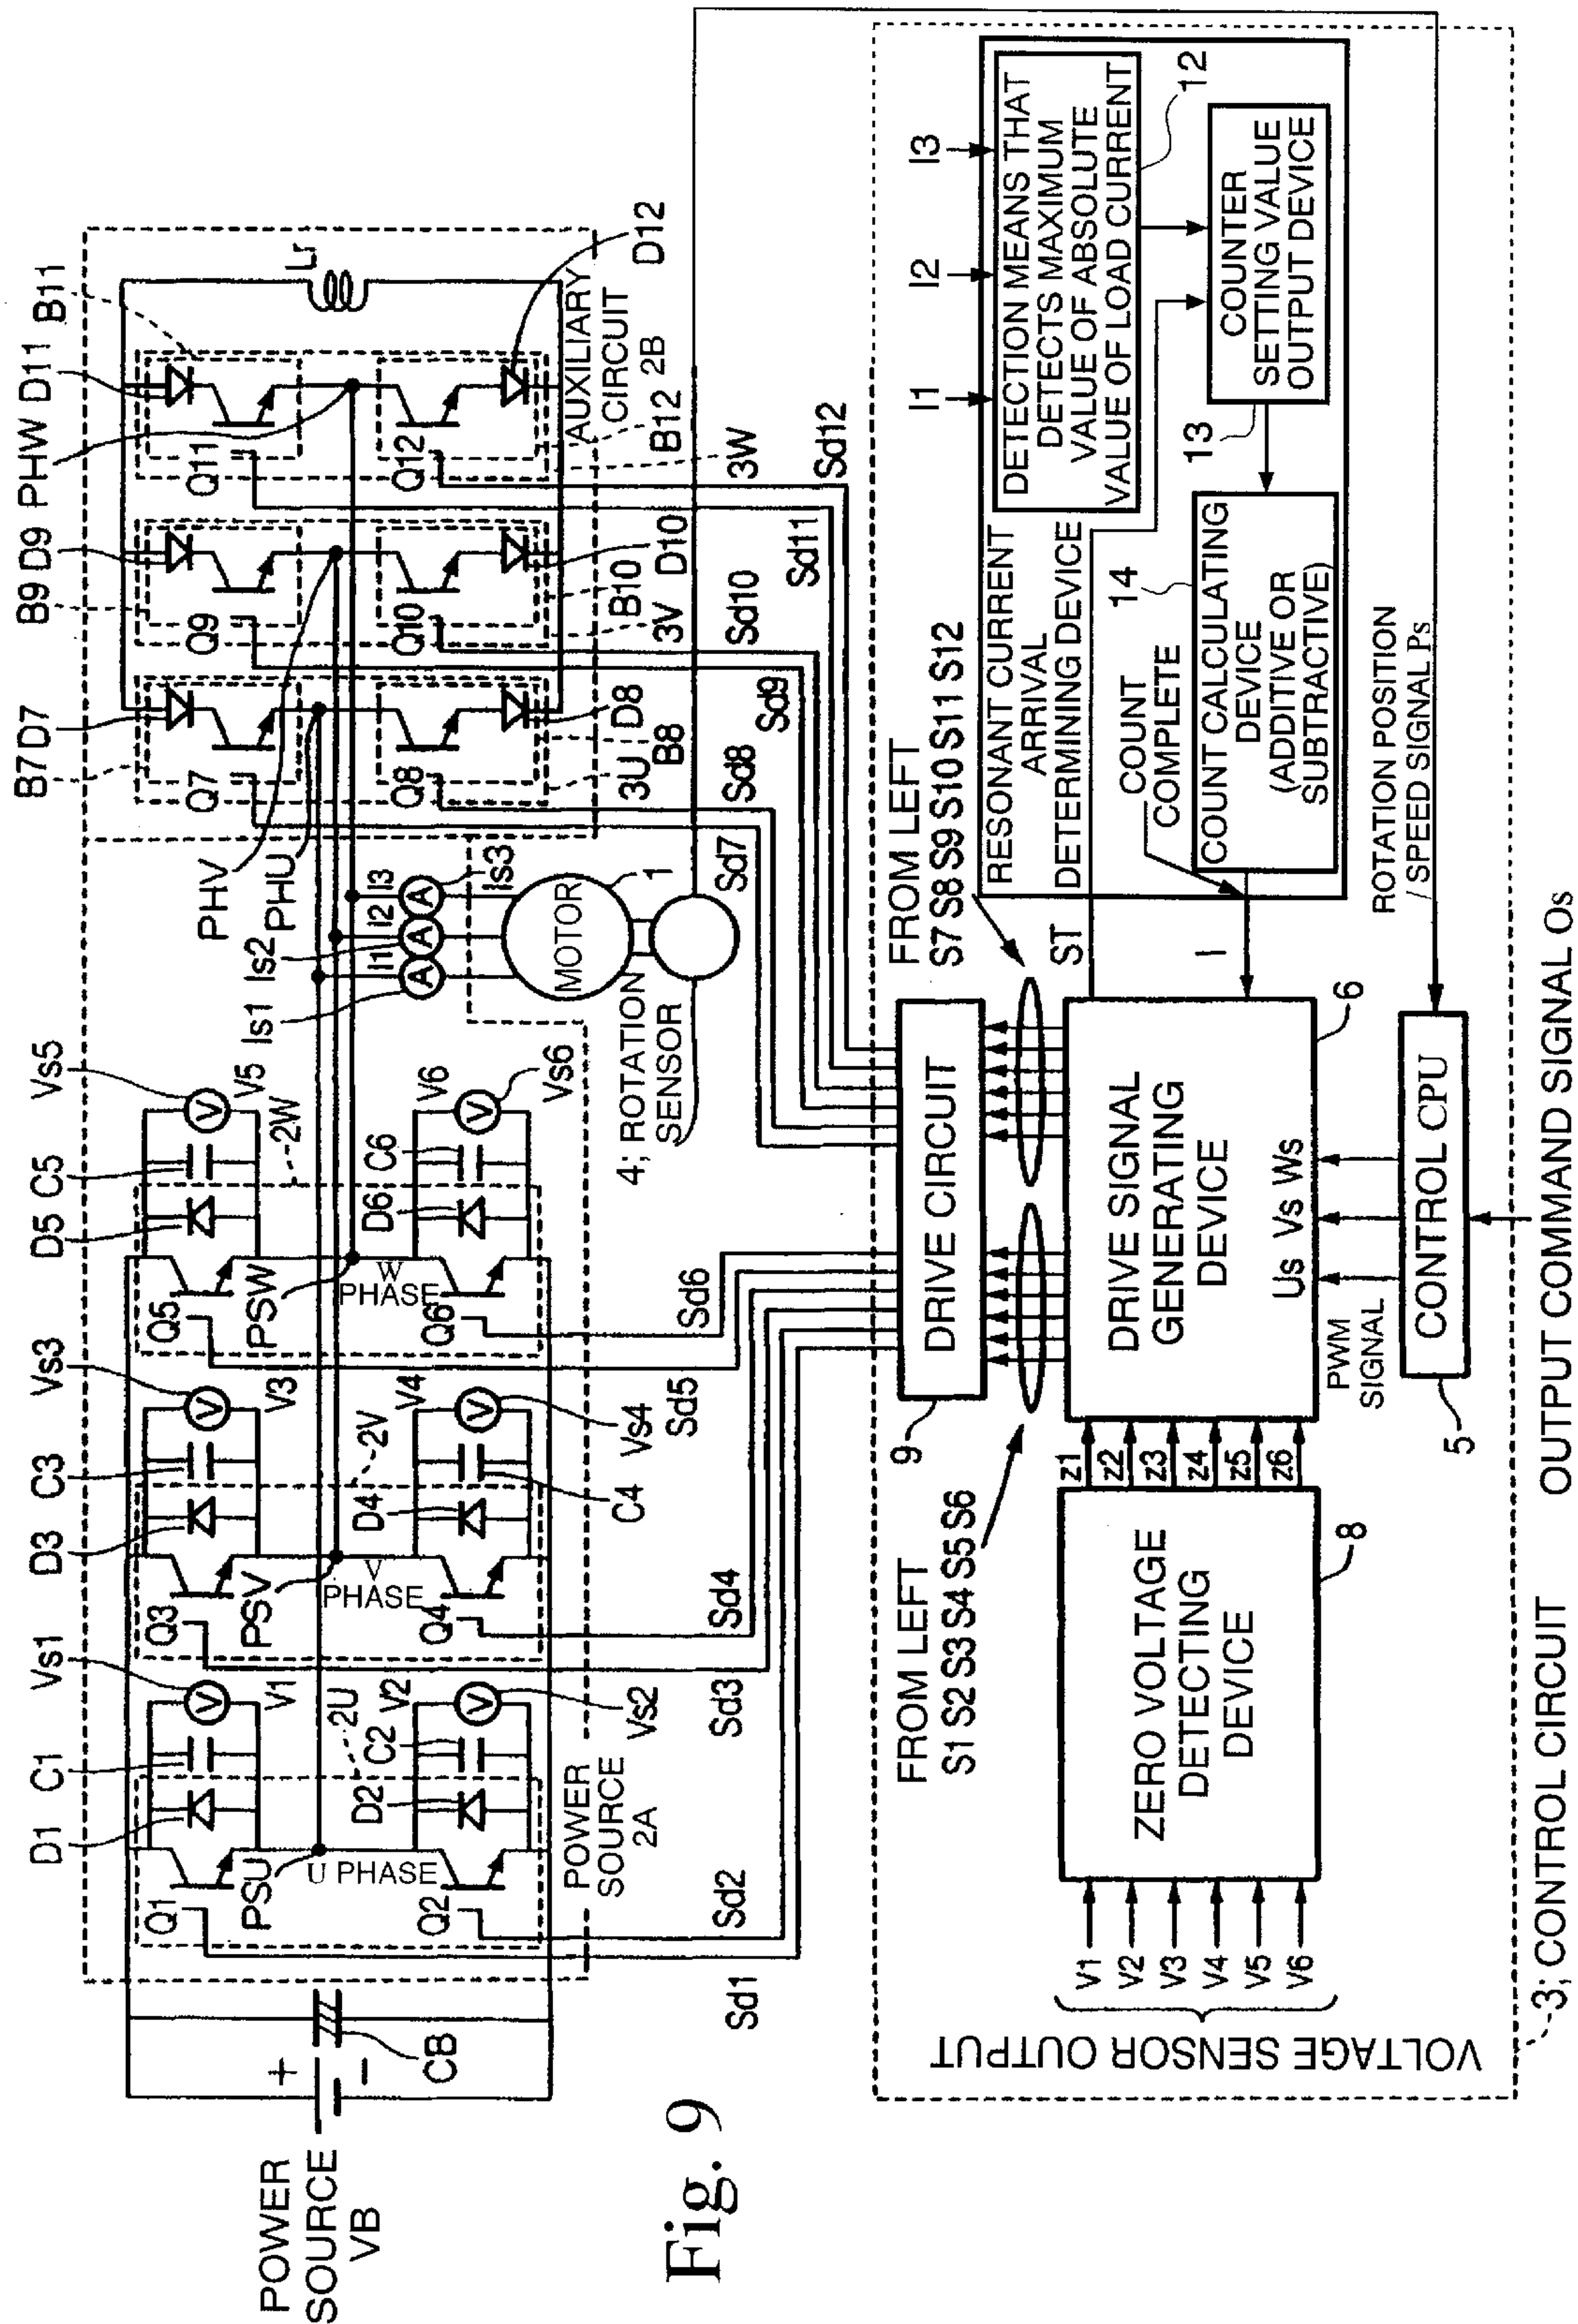 Vs1
Vs3
Vs5
D1
C1
D3
C3
D5
C5
B7
D7
B9
D9
PHW
D11
B11
Q1
V1
Q3
V3
Q5
V5
Q7
Q9
Q11
Lr
PSU
2U
PSV
2V
PSW
2W
PHV
PHU
POWER
SOURCE
VB
+
−
CB
U PHASE
V
PHASE
W
PHASE
D2
C2
V2
D4
V4
D6
C6
V6
Is1
Is2
I1
I2
I3
Is3
Q2
Q4
Q6
Q8
Q10
Q12
AUXILIARY
CIRCUIT
2B
D12
Vs2
C4
Vs4
Vs6
MOTOR
1
4; ROTATION
SENSOR
3U
D8
B8
3V
B10
D10
B12
3W
POWER
SOURCE
2A
Sd1
Sd2
Sd3
Sd4
Sd5
Sd6
Sd7
Sd8
Sd9
Sd10
Sd11
Sd12
Fig. 9
FROM LEFT
S1 S2 S3 S4 S5 S6
9
DRIVE CIRCUIT
FROM LEFT
S7 S8 S9 S10 S11 S12
I1
I2
I3
RESONANT CURRENT
ARRIVAL
DETERMINING DEVICE
DETECTION MEANS THAT
DETECTS MAXIMUM
VALUE OF ABSOLUTE
VALUE OF LOAD CURRENT
12
ST
COUNT
COMPLETE
14
13
COUNTER
SETTING VALUE
OUTPUT DEVICE
COUNT CALCULATING
DEVICE
(ADDITIVE OR
SUBTRACTIVE)
I
VOLTAGE SENSOR OUTPUT
V1
V2
V3
V4
V5
V6
ZERO VOLTAGE
DETECTING
DEVICE
8
z1
z2
z3
z4
z5
z6
DRIVE SIGNAL
GENERATING
DEVICE
Us Vs Ws
6
PWM
SIGNAL
5
CONTROL CPU
ROTATION POSITION
/ SPEED SIGNAL Ps
3; CONTROL CIRCUIT
OUTPUT COMMAND SIGNAL Os